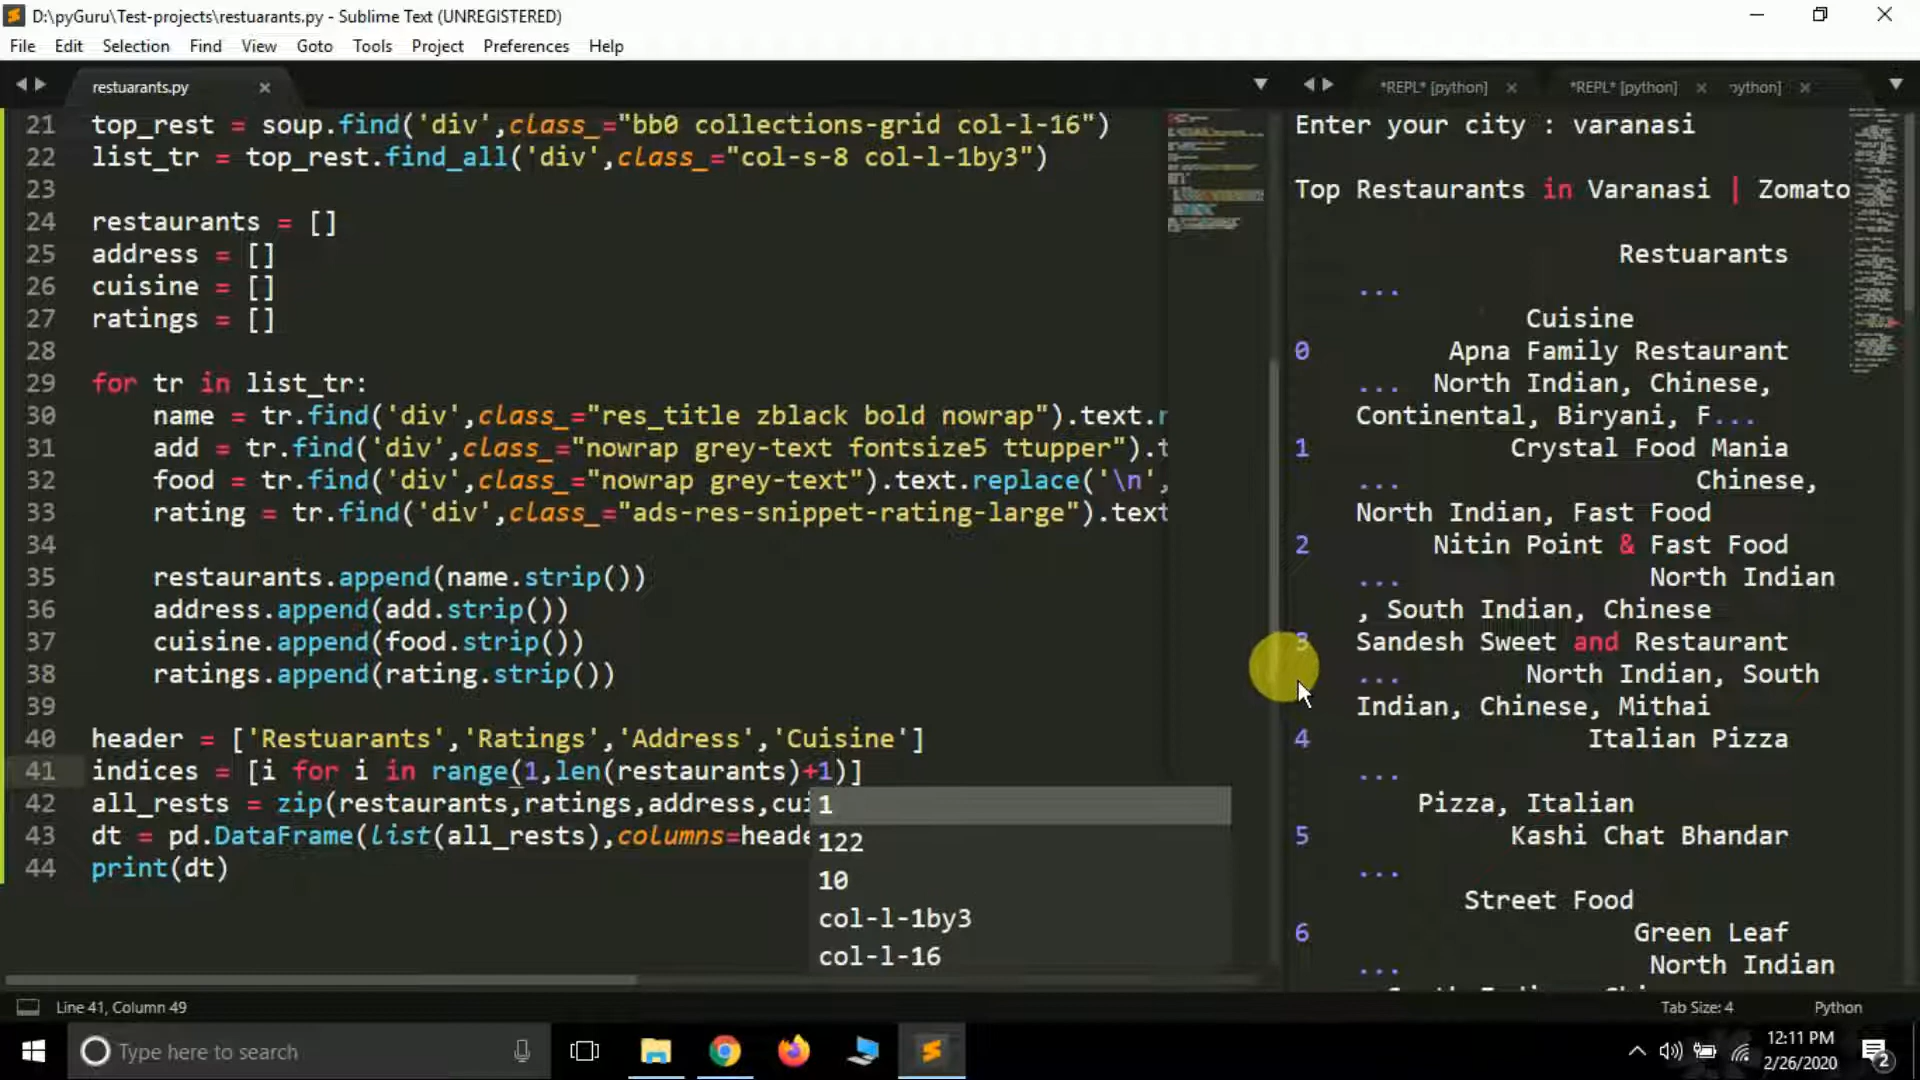 D:\pyGuru\Test-projects\restuarants.py - Sublime Text (UNREGISTERED)
File Edit Selection Find View Goto Tools Project Preferences Help
restuarants.py
*REPL* [python] *REPL* [python] python]
21 top_rest = soup.find('div',class_="bb0 collections-grid col-l-16")
22 list_tr = top_rest.find_all('div',class_="col-s-8 col-l-1by3")
23
24 restaurants = []
25 address = []
26 cuisine = []
27 ratings = []
28
29 for tr in list_tr:
30 name = tr.find('div',class_="res_title zblack bold nowrap").text.r
31 add = tr.find('div',class_="nowrap grey-text fontsize5 ttupper").t
32 food = tr.find('div',class_="nowrap grey-text").text.replace('\n',
33 rating = tr.find('div',class_="ads-res-snippet-rating-large").text
34
35 restaurants.append(name.strip())
36 address.append(add.strip())
37 cuisine.append(food.strip())
38 ratings.append(rating.strip())
39
40 header = ['Restuarants','Ratings','Address','Cuisine']
41 indices = [i for i in range(1,len(restaurants)+1)]
42 all_rests = zip(restaurants,ratings,address,cui
43 dt = pd.DataFrame(list(all_rests),columns=heade
44 print(dt)
1
122
10
col-l-1by3
col-l-16
Enter your city : varanasi
Top Restaurants in Varanasi | Zomato
Restuarants
...
Cuisine
0 Apna Family Restaurant
... North Indian, Chinese,
Continental, Biryani, F...
1 Crystal Food Mania
... Chinese,
North Indian, Fast Food
2 Nitin Point & Fast Food
... North Indian
, South Indian, Chinese
3 Sandesh Sweet and Restaurant
... North Indian, South
Indian, Chinese, Mithai
4 Italian Pizza
...
Pizza, Italian
5 Kashi Chat Bhandar
...
Street Food
6 Green Leaf
... North Indian
Line 41, Column 49
Tab Size: 4 Python
Type here to search
12:11 PM
2/26/2020
2